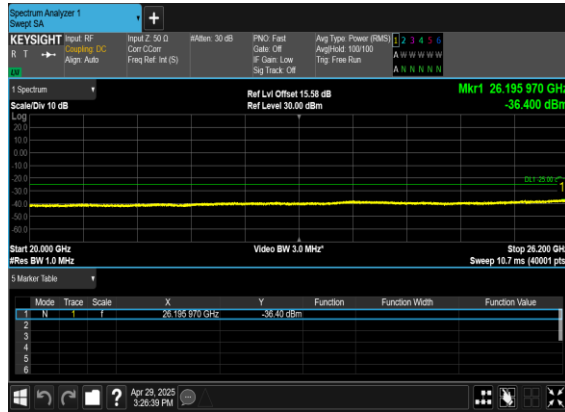 Spectrum Analyzer 1
Swept SA
+
KEYSIGHT Input: RF Input Z: 50 Ω #Atten: 30 dB PNO: Fast Avg Type: Power (RMS) 1 2 3 4 5 6
R T Coupling: DC Corr CCorr Gate: Off Avg|Hold: 100/100 A W W W W W
Align: Auto Freq Ref: Int (S) IF Gain: Low Trig: Free Run
Sig Track: Off A N N N N N
LW
1 Spectrum Ref Lvl Offset 15.58 dB Mkr1 26.195 970 GHz
Scale/Div 10 dB Ref Level 30.00 dBm -36.400 dBm
Log
20.0
10.0
0.00
-10.0
-20.0
DL1 -25.00
-30.0 1
-40.0
-50.0
-60.0
Start 20.000 GHz Video BW 3.0 MHz* Stop 26.200 GH
#Res BW 1.0 MHz Sweep 10.7 ms (40001 pts
5 Marker Table
Mode Trace Scale X Y Function Function Width Function Value
1 N 1 f 26.195 970 GHz -36.40 dBm
2
3
4
5
6
? Apr 29, 2025
3:26:39 PM